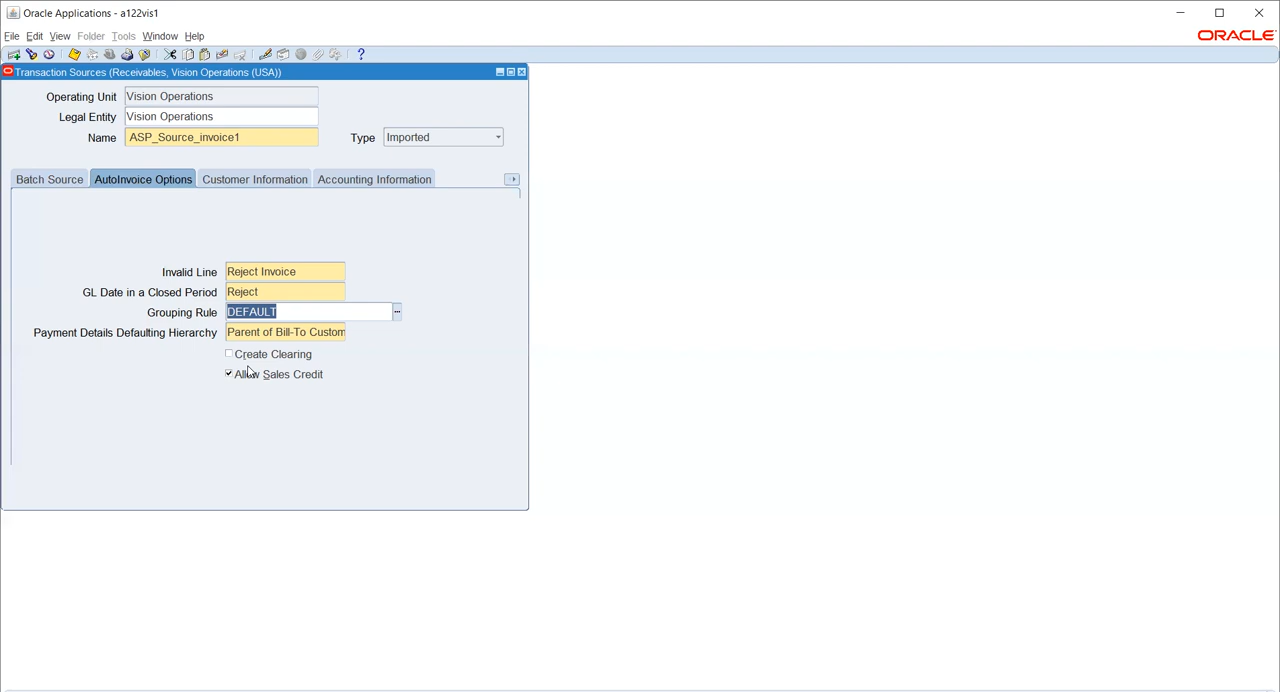 Oracle Applications - a122vis1
File Edit View Folder Tools Window Help
ORACLE
Transaction Sources (Receivables, Vision Operations (USA))
Operating Unit Vision Operations
Legal Entity Vision Operations
Name ASP_Source_invoice1 Type Imported
Batch Source AutoInvoice Options Customer Information Accounting Information
Invalid Line Reject Invoice
GL Date in a Closed Period Reject
Grouping Rule DEFAULT
Payment Details Defaulting Hierarchy Parent of Bill-To Custom
Create Clearing
Allow Sales Credit